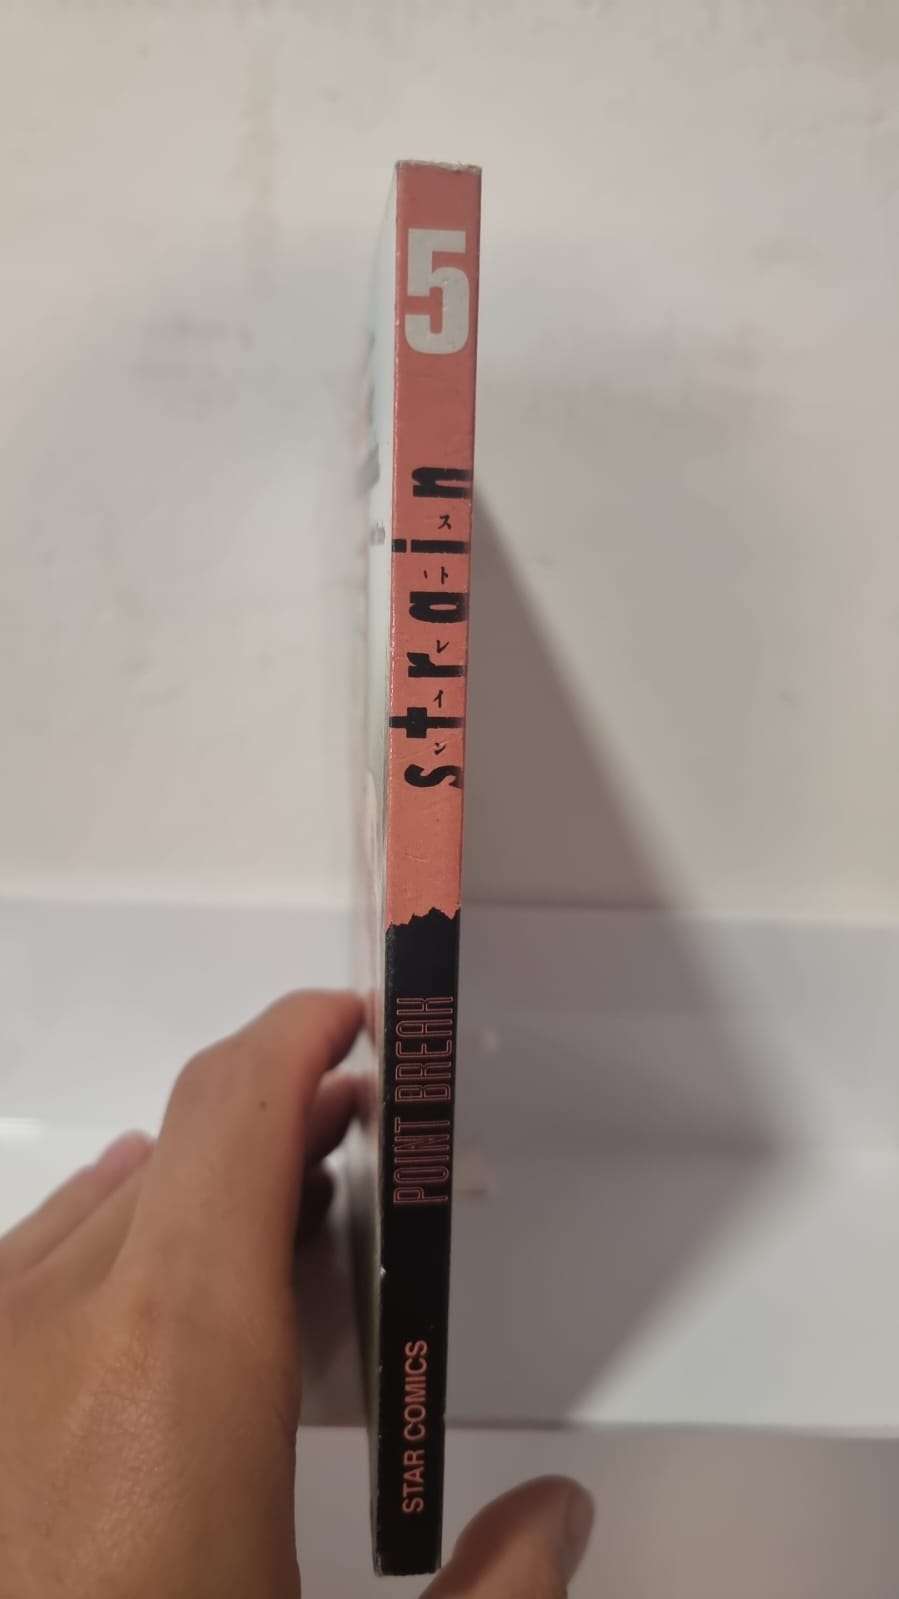 5
strain
ストレイン
POINT BREAK
STAR COMICS